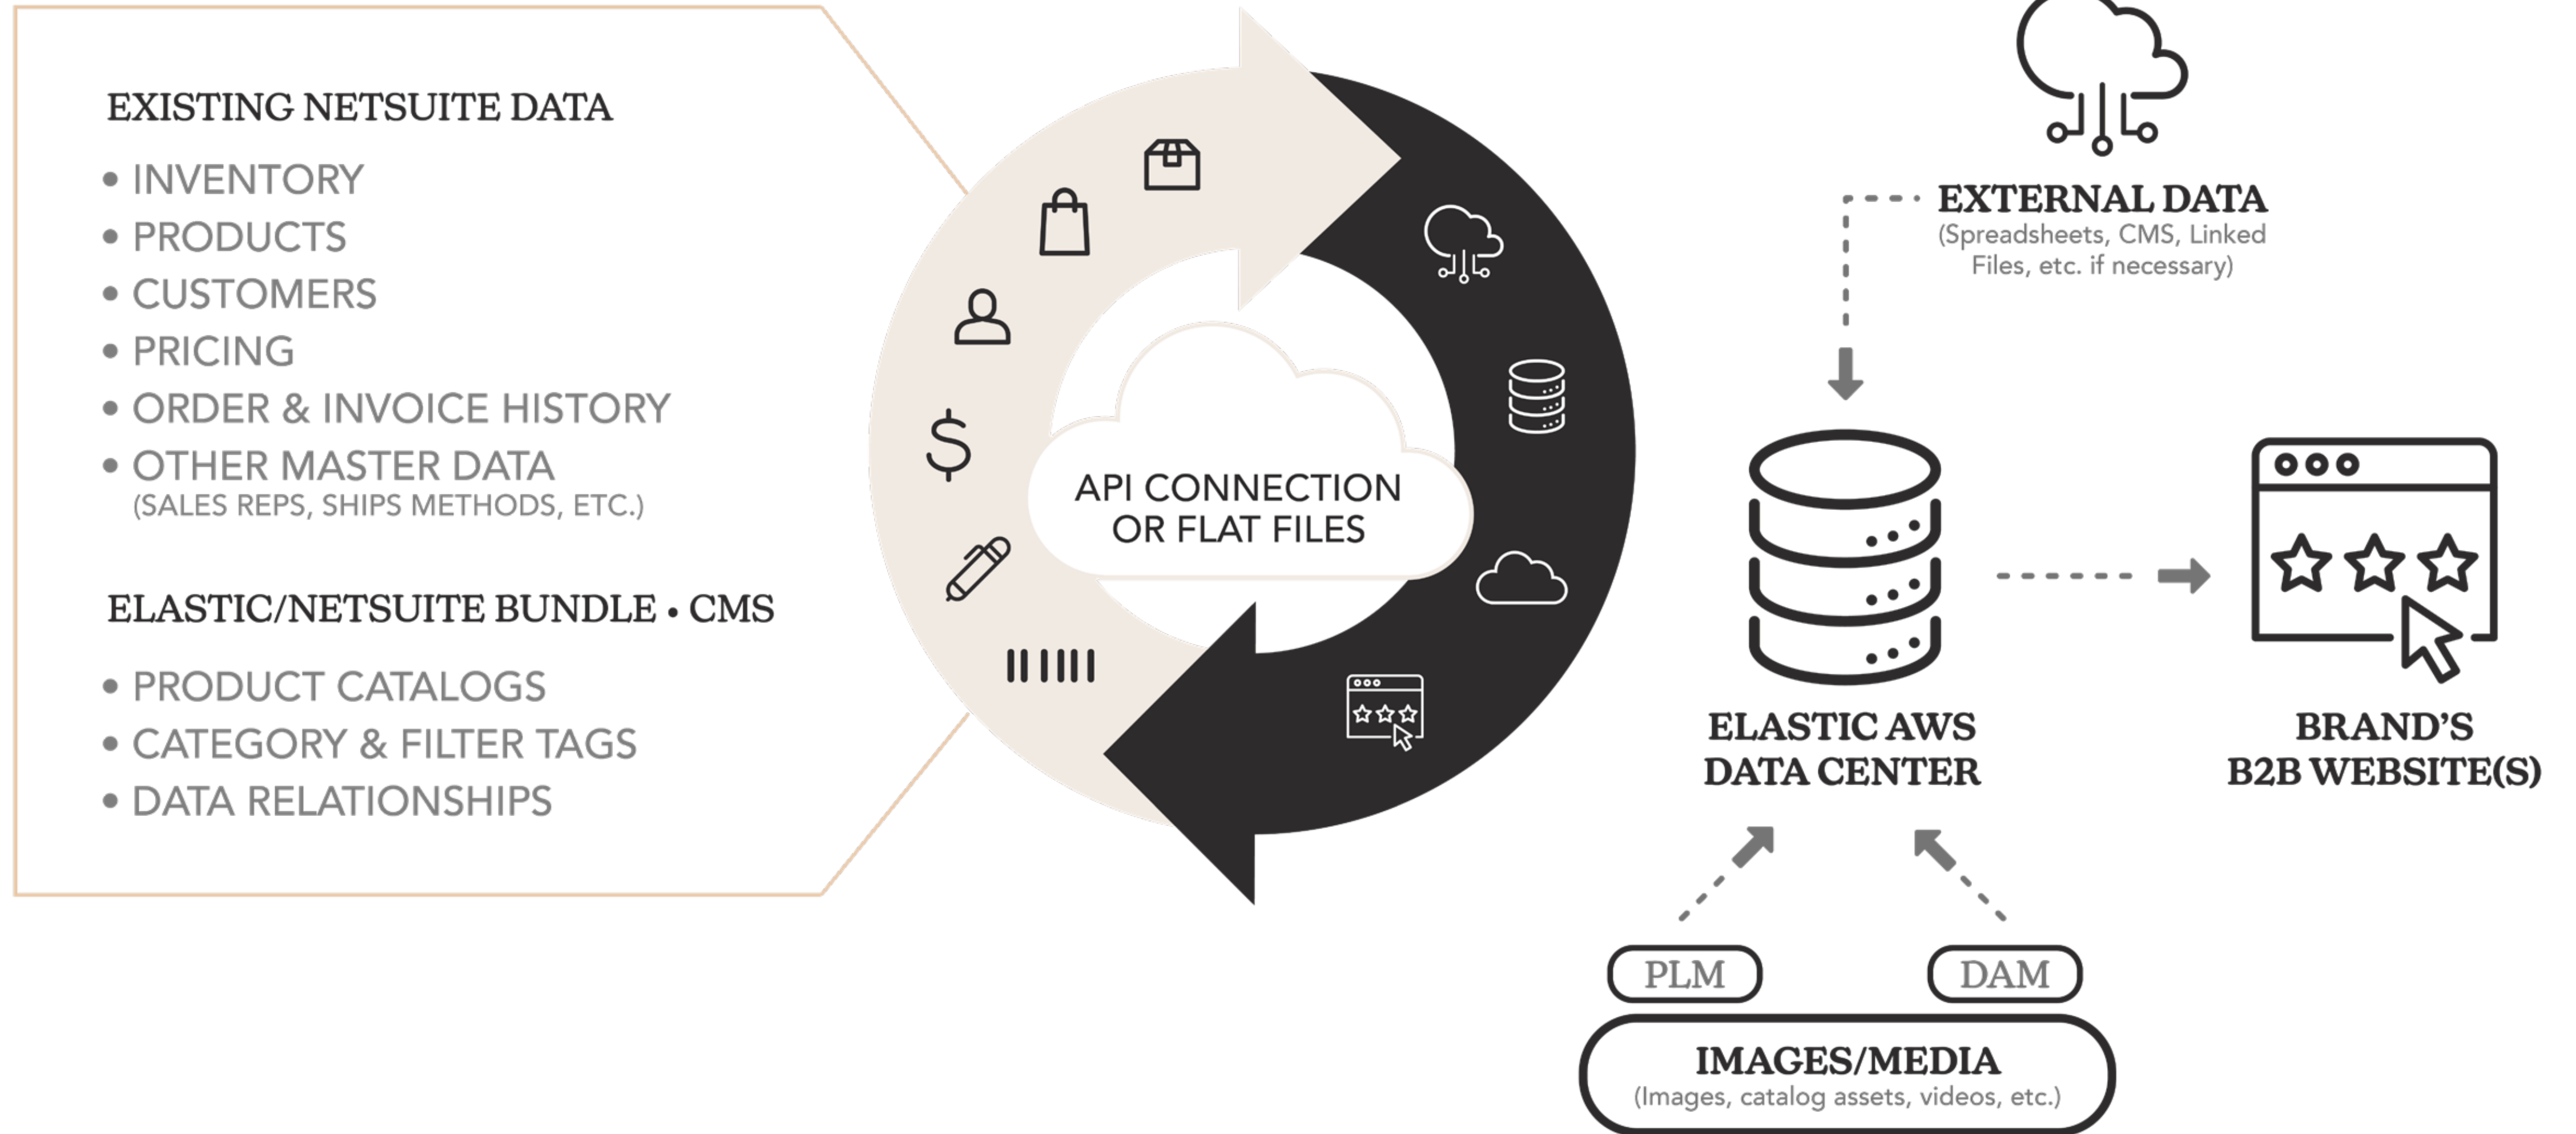 EXISTING NETSUITE DATA
• INVENTORY
• PRODUCTS
• CUSTOMERS
• PRICING
• ORDER & INVOICE HISTORY
• OTHER MASTER DATA
(SALES REPS, SHIPS METHODS, ETC.)
ELASTIC/NETSUITE BUNDLE • CMS
• PRODUCT CATALOGS
• CATEGORY & FILTER TAGS
• DATA RELATIONSHIPS
$
API CONNECTION
OR FLAT FILES
EXTERNAL DATA
(Spreadsheets, CMS, Linked
Files, etc. if necessary)
ELASTIC AWS
DATA CENTER
BRAND’S
B2B WEBSITE(S)
PLM
DAM
IMAGES/MEDIA
(Images, catalog assets, videos, etc.)